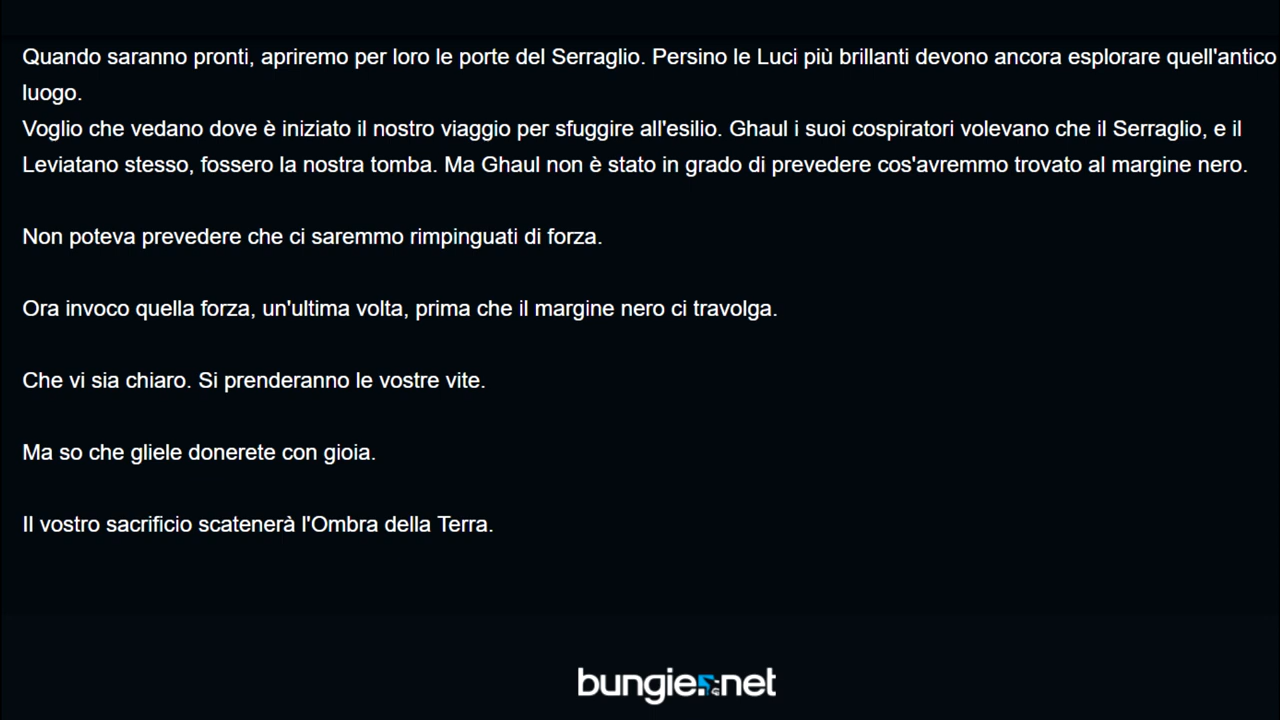 Quando saranno pronti, apriremo per loro le porte del Serraglio. Persino le Luci più brillanti devono ancora esplorare quell'antico
luogo.
Voglio che vedano dove è iniziato il nostro viaggio per sfuggire all'esilio. Ghaul i suoi cospiratori volevano che il Serraglio, e il
Leviatano stesso, fossero la nostra tomba. Ma Ghaul non è stato in grado di prevedere cos'avremmo trovato al margine nero.
Non poteva prevedere che ci saremmo rimpinguati di forza.
Ora invoco quella forza, un'ultima volta, prima che il margine nero ci travolga.
Che vi sia chiaro. Si prenderanno le vostre vite.
Ma so che gliele donerete con gioia.
Il vostro sacrificio scatenerà l'Ombra della Terra.
bungie.net